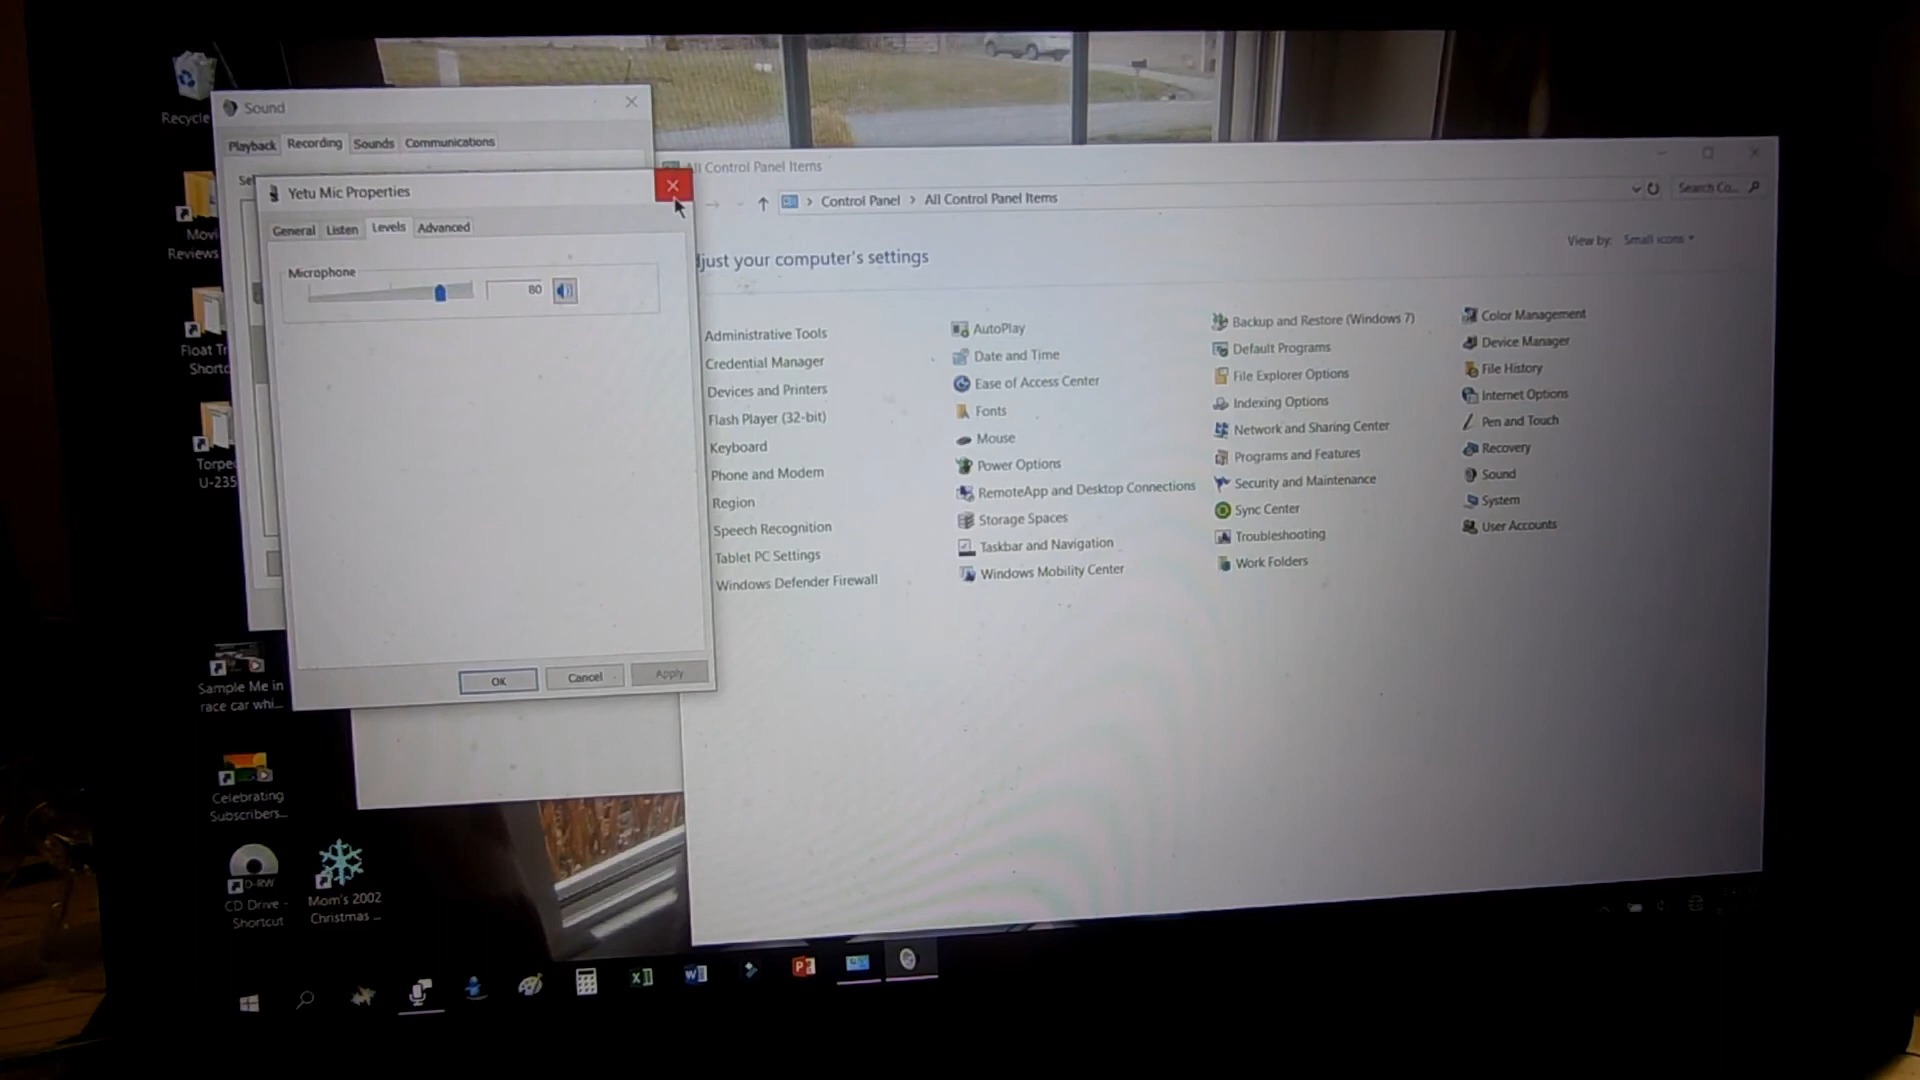 Recycle
Sound
Playback Recording Sounds Communications
Yetu Mic Properties
General Listen Levels Advanced
Microphone
80
OK Cancel Apply
All Control Panel Items
Control Panel > All Control Panel Items
Search Co...
just your computer's settings
View by: Small icons
Administrative Tools
Credential Manager
Devices and Printers
Flash Player (32-bit)
Keyboard
Phone and Modem
Region
Speech Recognition
Tablet PC Settings
Windows Defender Firewall
AutoPlay
Date and Time
Ease of Access Center
Fonts
Mouse
Power Options
RemoteApp and Desktop Connections
Storage Spaces
Taskbar and Navigation
Windows Mobility Center
Backup and Restore (Windows 7)
Default Programs
File Explorer Options
Indexing Options
Network and Sharing Center
Programs and Features
Security and Maintenance
Sync Center
Troubleshooting
Work Folders
Color Management
Device Manager
File History
Internet Options
Pen and Touch
Recovery
Sound
System
User Accounts
Movi
Reviews
Float Tr
Shortc
Torpe
U-235
Sample Me in
race car whi...
Celebrating
Subscribers...
D-RW
CD Drive -
Shortcut
Mom's 2002
Christmas ...